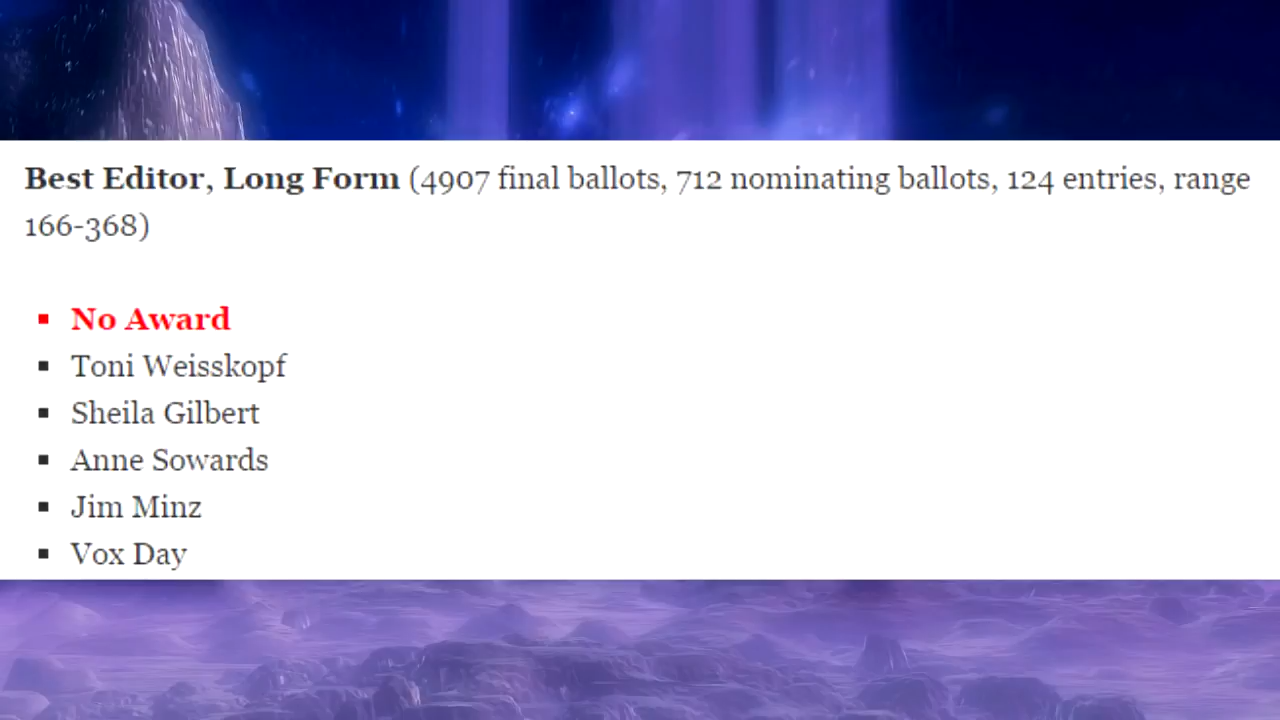 Best Editor, Long Form (4907 final ballots, 712 nominating ballots, 124 entries, range
166-368)
No Award
Toni Weisskopf
Sheila Gilbert
Anne Sowards
Jim Minz
Vox Day